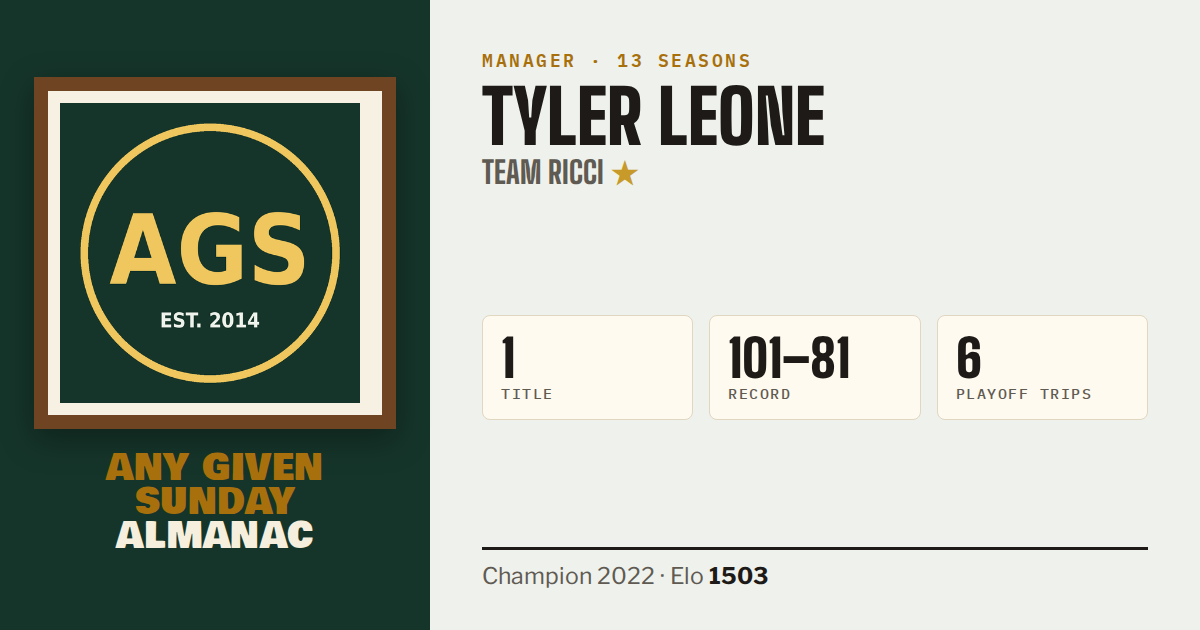 AGS
EST. 2014
ANY GIVEN
SUNDAY
ALMANAC
MANAGER · 13 SEASONS
TYLER LEONE
TEAM RICCI ★
1
TITLE
101–81
RECORD
6
PLAYOFF TRIPS
Champion 2022 · Elo 1503